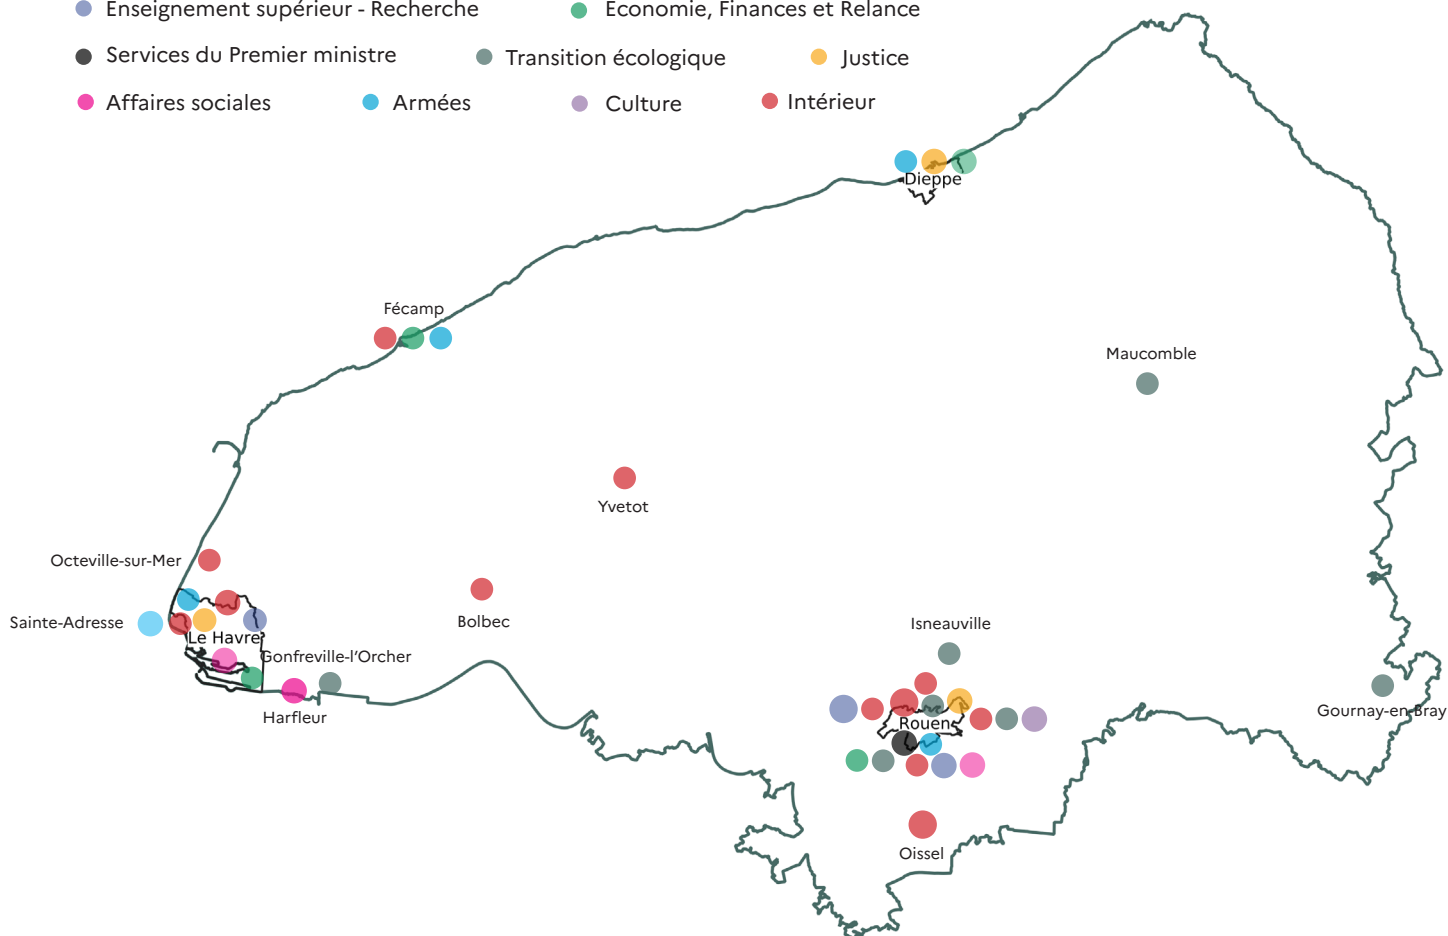 Enseignement supérieur - Recherche
Economie, Finances et Relance
Services du Premier ministre
Transition écologique
Justice
Affaires sociales
Armées
Culture
Intérieur
Dieppe
Fécamp
Maucomble
Yvetot
Octeville-sur-Mer
Sainte-Adresse
Bolbec
Le Havre
Isneauville
Gonfreville-l'Orcher
Harfleur
Gournay-en-Bray
Rouen
Oissel